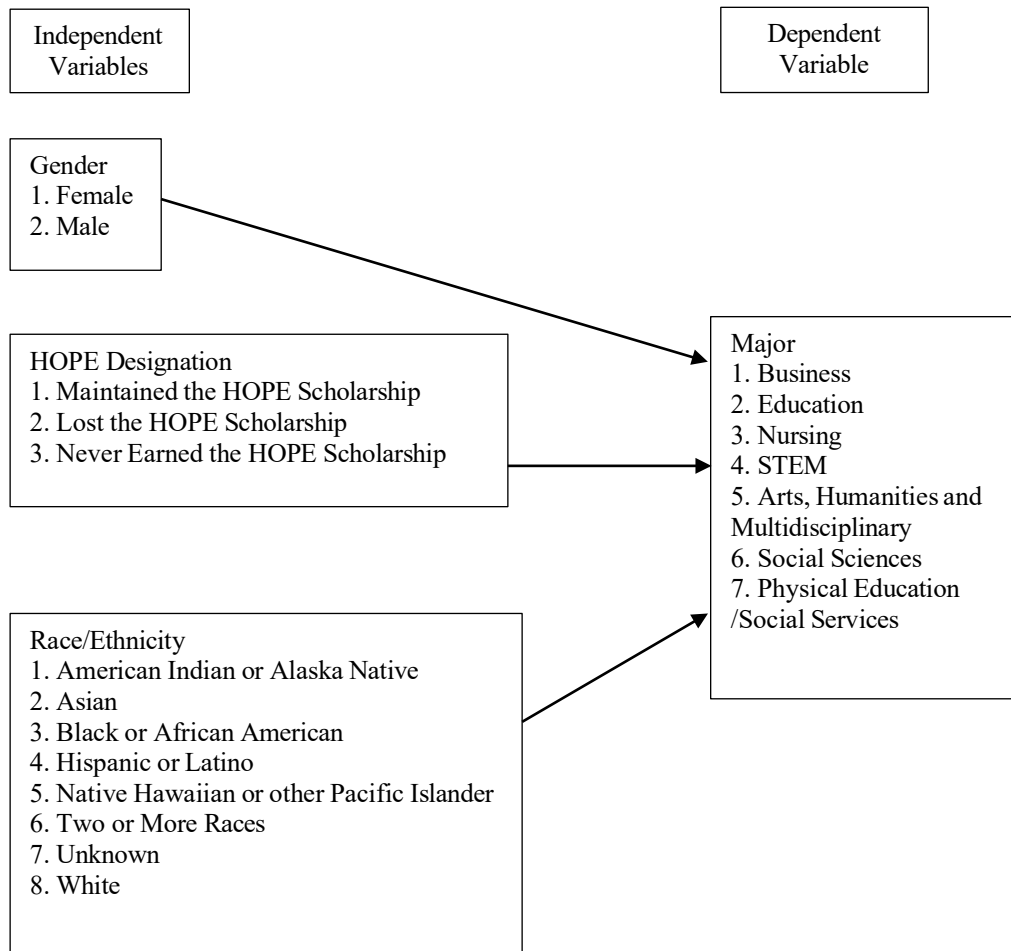 Independent
Variables
Dependent
Variable
Gender
1. Female
2. Male
HOPE Designation
1. Maintained the HOPE Scholarship
2. Lost the HOPE Scholarship
3. Never Earned the HOPE Scholarship
Major
1. Business
2. Education
3. Nursing
4. STEM
5. Arts, Humanities and
Multidisciplinary
6. Social Sciences
7. Physical Education
/Social Services
Race/Ethnicity
1. American Indian or Alaska Native
2. Asian
3. Black or African American
4. Hispanic or Latino
5. Native Hawaiian or other Pacific Islander
6. Two or More Races
7. Unknown
8. White